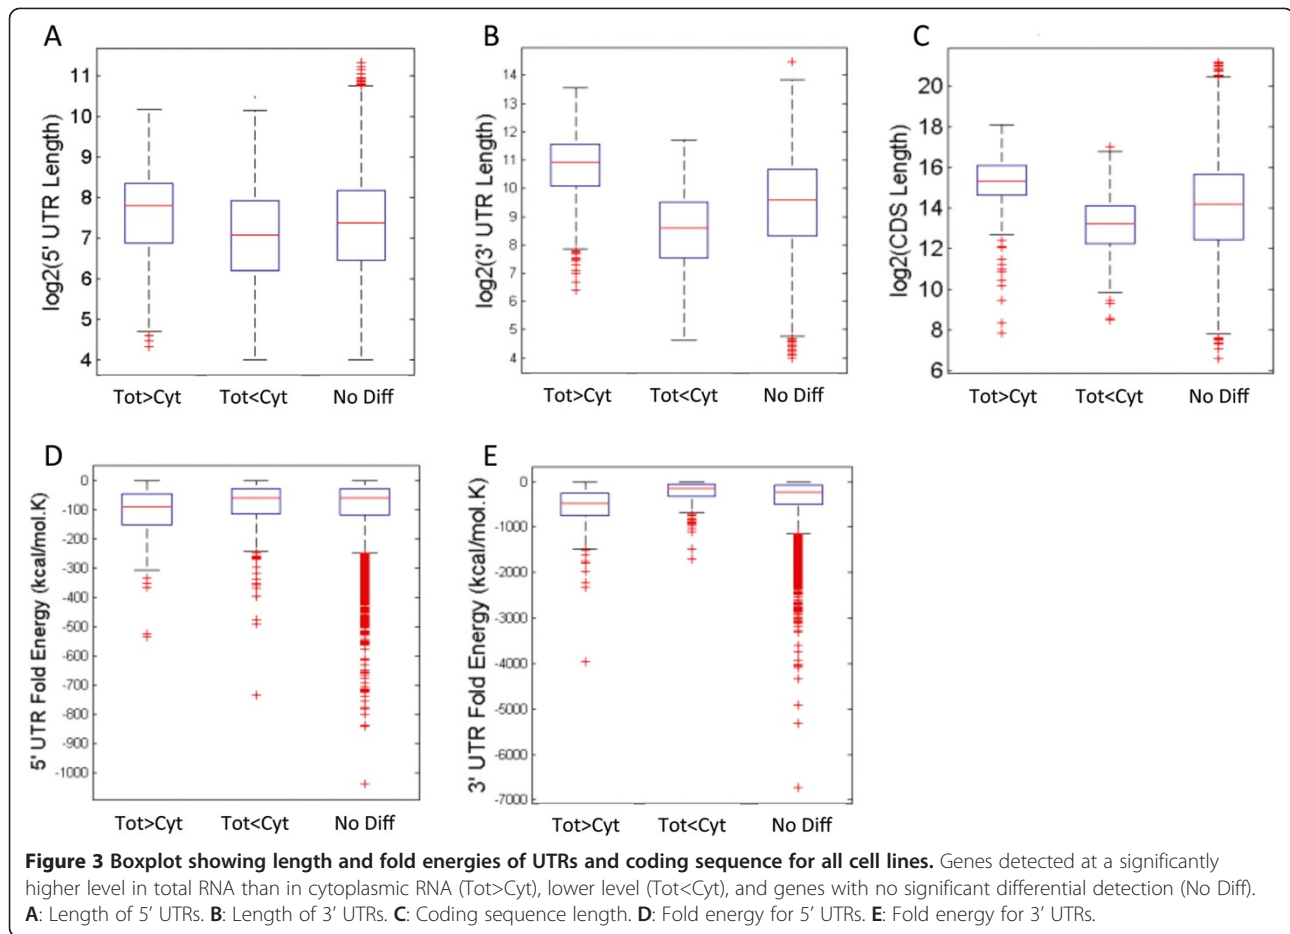 A
log2(5' UTR Length)
11
10
9
8
7
6
5
4
Tot>Cyt Tot<Cyt No Diff
B
log2(3' UTR Length)
14
13
12
11
10
9
8
7
6
5
4
Tot>Cyt Tot<Cyt No Diff
C
log2(CDS Length)
20
18
16
14
12
10
8
6
Tot>Cyt Tot<Cyt No Diff
D
5' UTR Fold Energy (kcal/mol.K)
0
-100
-200
-300
-400
-500
-600
-700
-800
-900
-1000
Tot>Cyt Tot<Cyt No Diff
E
3' UTR Fold Energy (kcal/mol.K)
0
-1000
-2000
-3000
-4000
-5000
-6000
-7000
Tot>Cyt Tot<Cyt No Diff
Figure 3 Boxplot showing length and fold energies of UTRs and coding sequence for all cell lines. Genes detected at a significantly
higher level in total RNA than in cytoplasmic RNA (Tot>Cyt), lower level (Tot<Cyt), and genes with no significant differential detection (No Diff).
A: Length of 5' UTRs. B: Length of 3' UTRs. C: Coding sequence length. D: Fold energy for 5' UTRs. E: Fold energy for 3' UTRs.